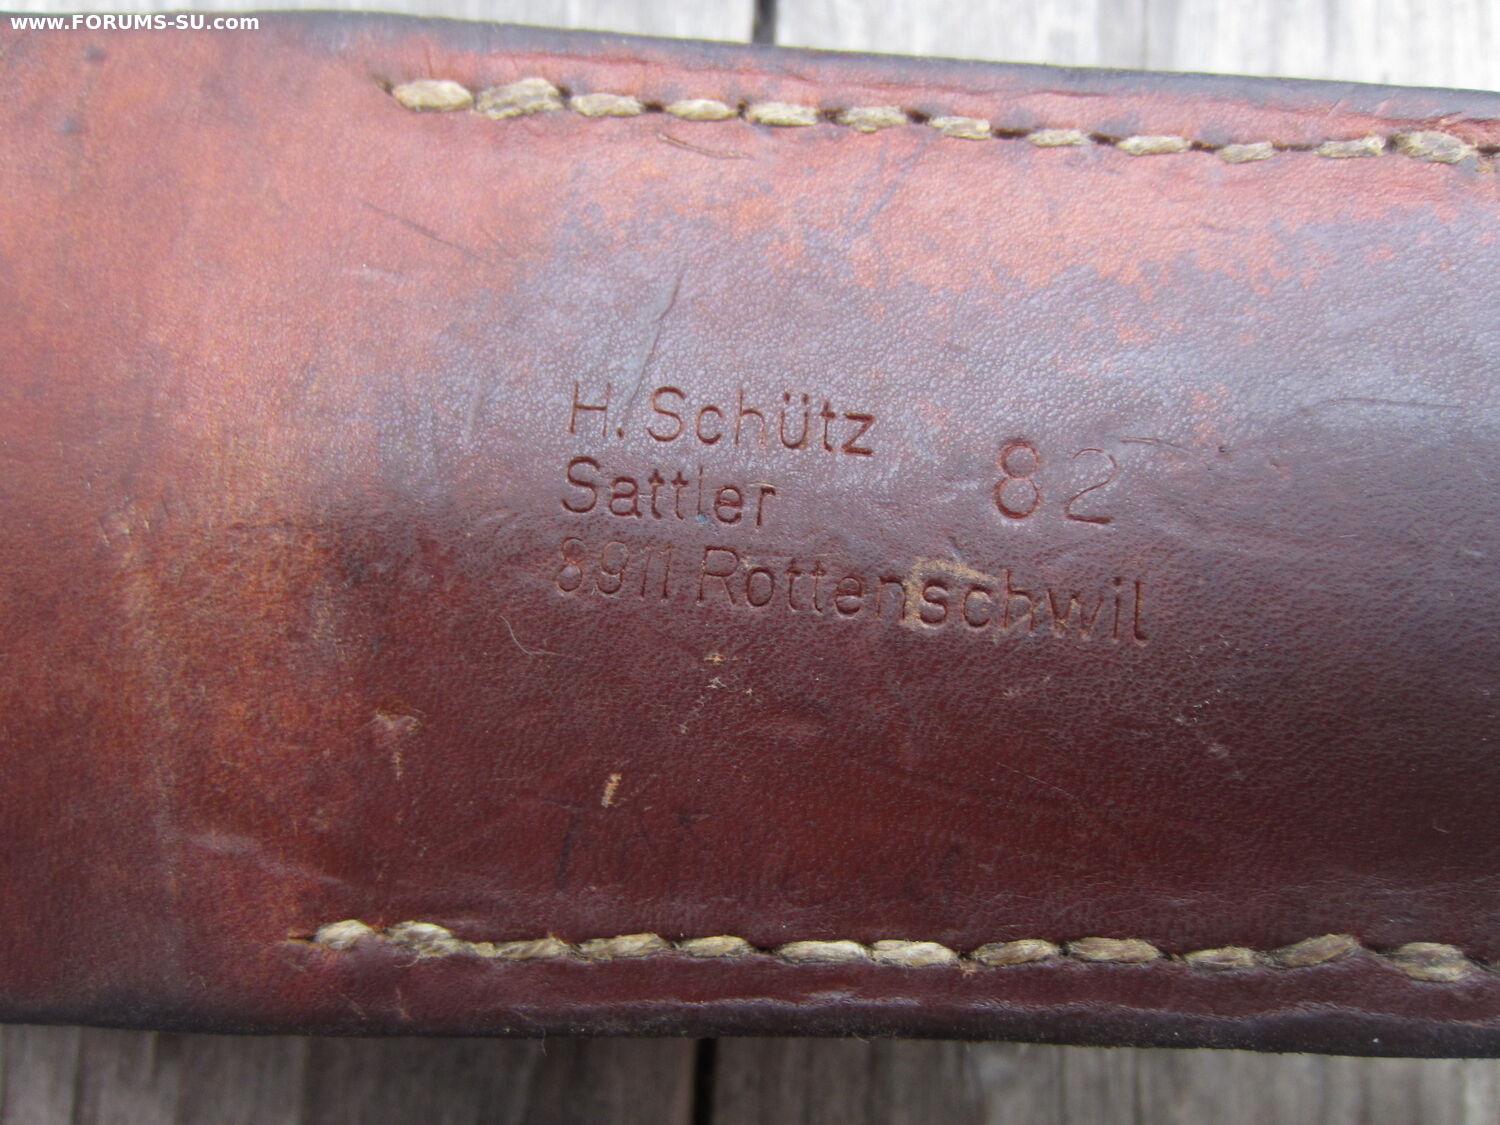 www.FORUMS-SU.com
H. Schütz
Sattler 82
8911 Rottenschwil